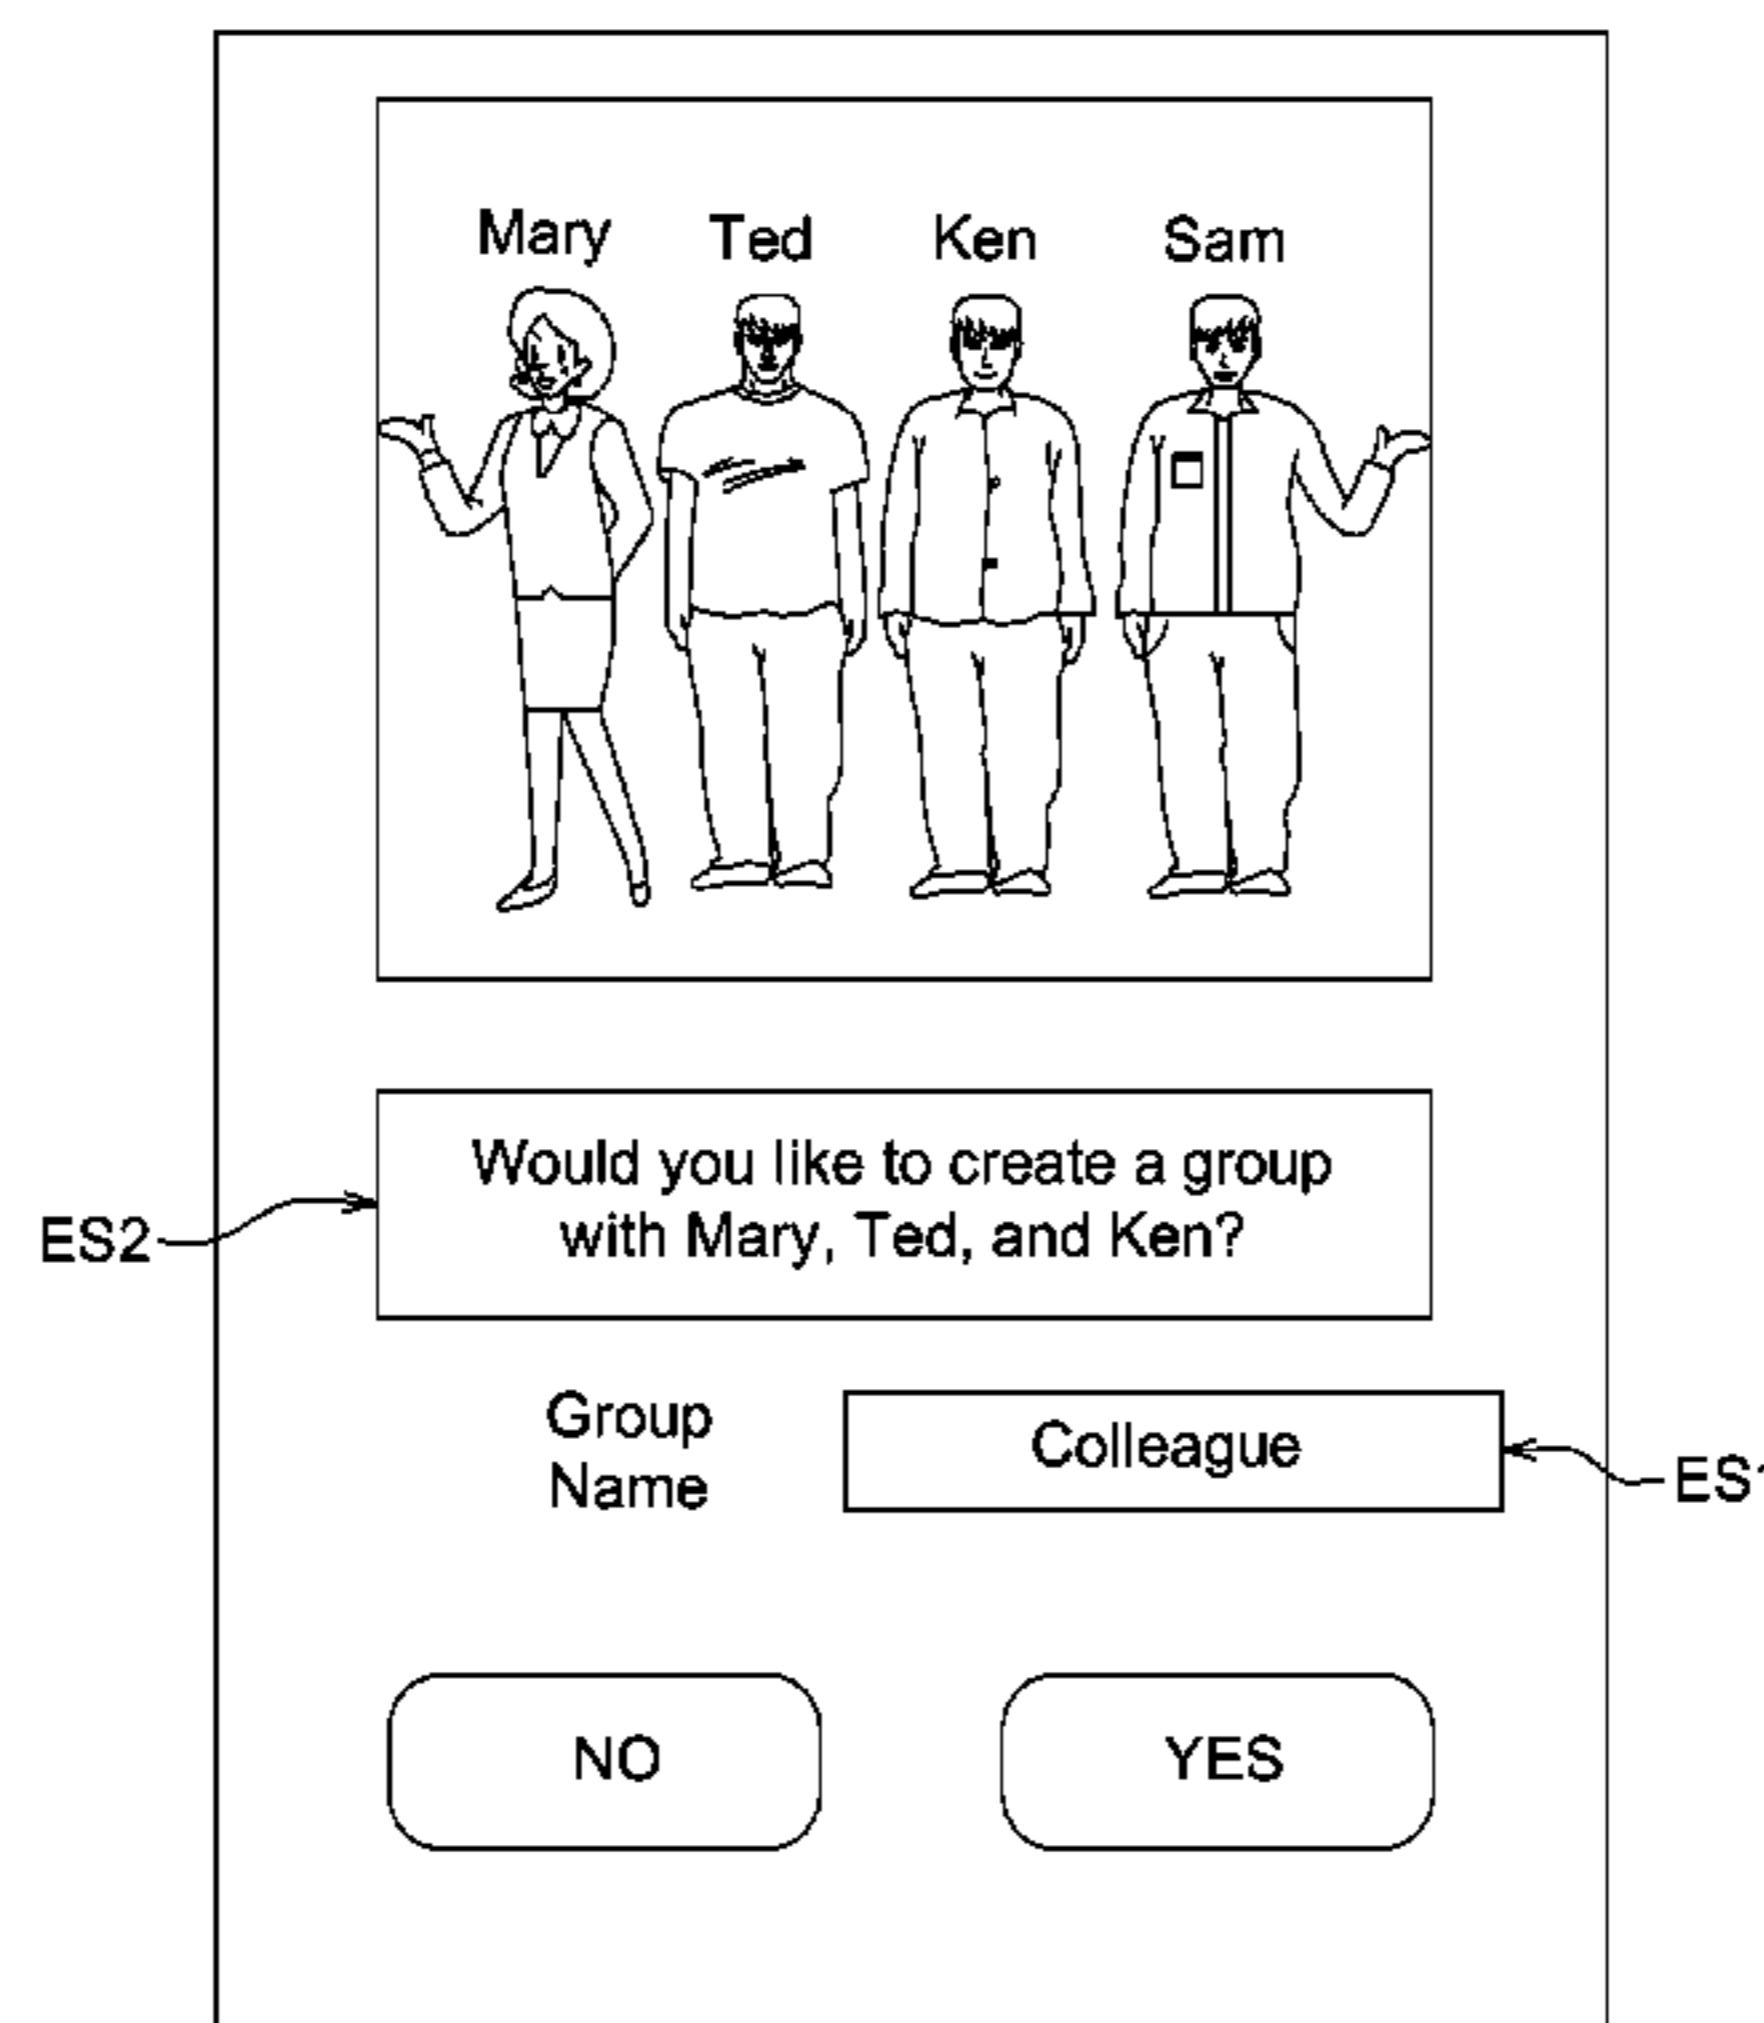 Mary Ted Ken Sam
Would you like to create a group
with Mary, Ted, and Ken?
ES2
Group
Name
Colleague
ES1
NO YES